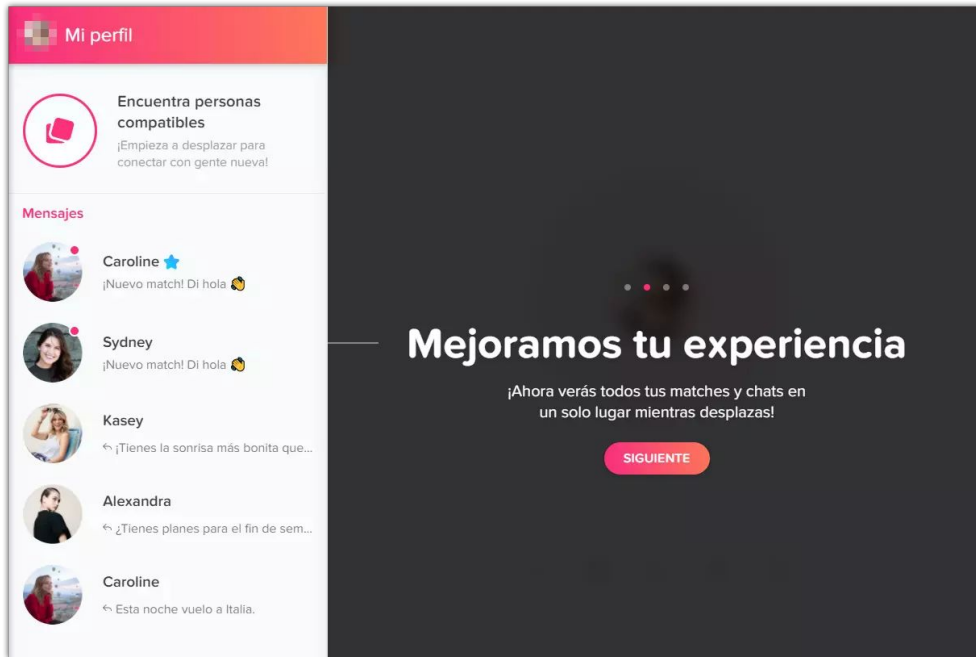 Mi perfil
Encuentra personas
compatibles
¡Empieza a desplazar para
conectar con gente nueva!
Mensajes
Caroline
¡Nuevo match! Di hola 👏
Sydney
¡Nuevo match! Di hola 👏
Kasey
¡Tienes la sonrisa más bonita que...
Alexandra
¿Tienes planes para el fin de sem...
Caroline
Esta noche vuelo a Italia.
Mejoramos tu experiencia
¡Ahora verás todos tus matches y chats en
un solo lugar mientras desplazas!
SIGUIENTE